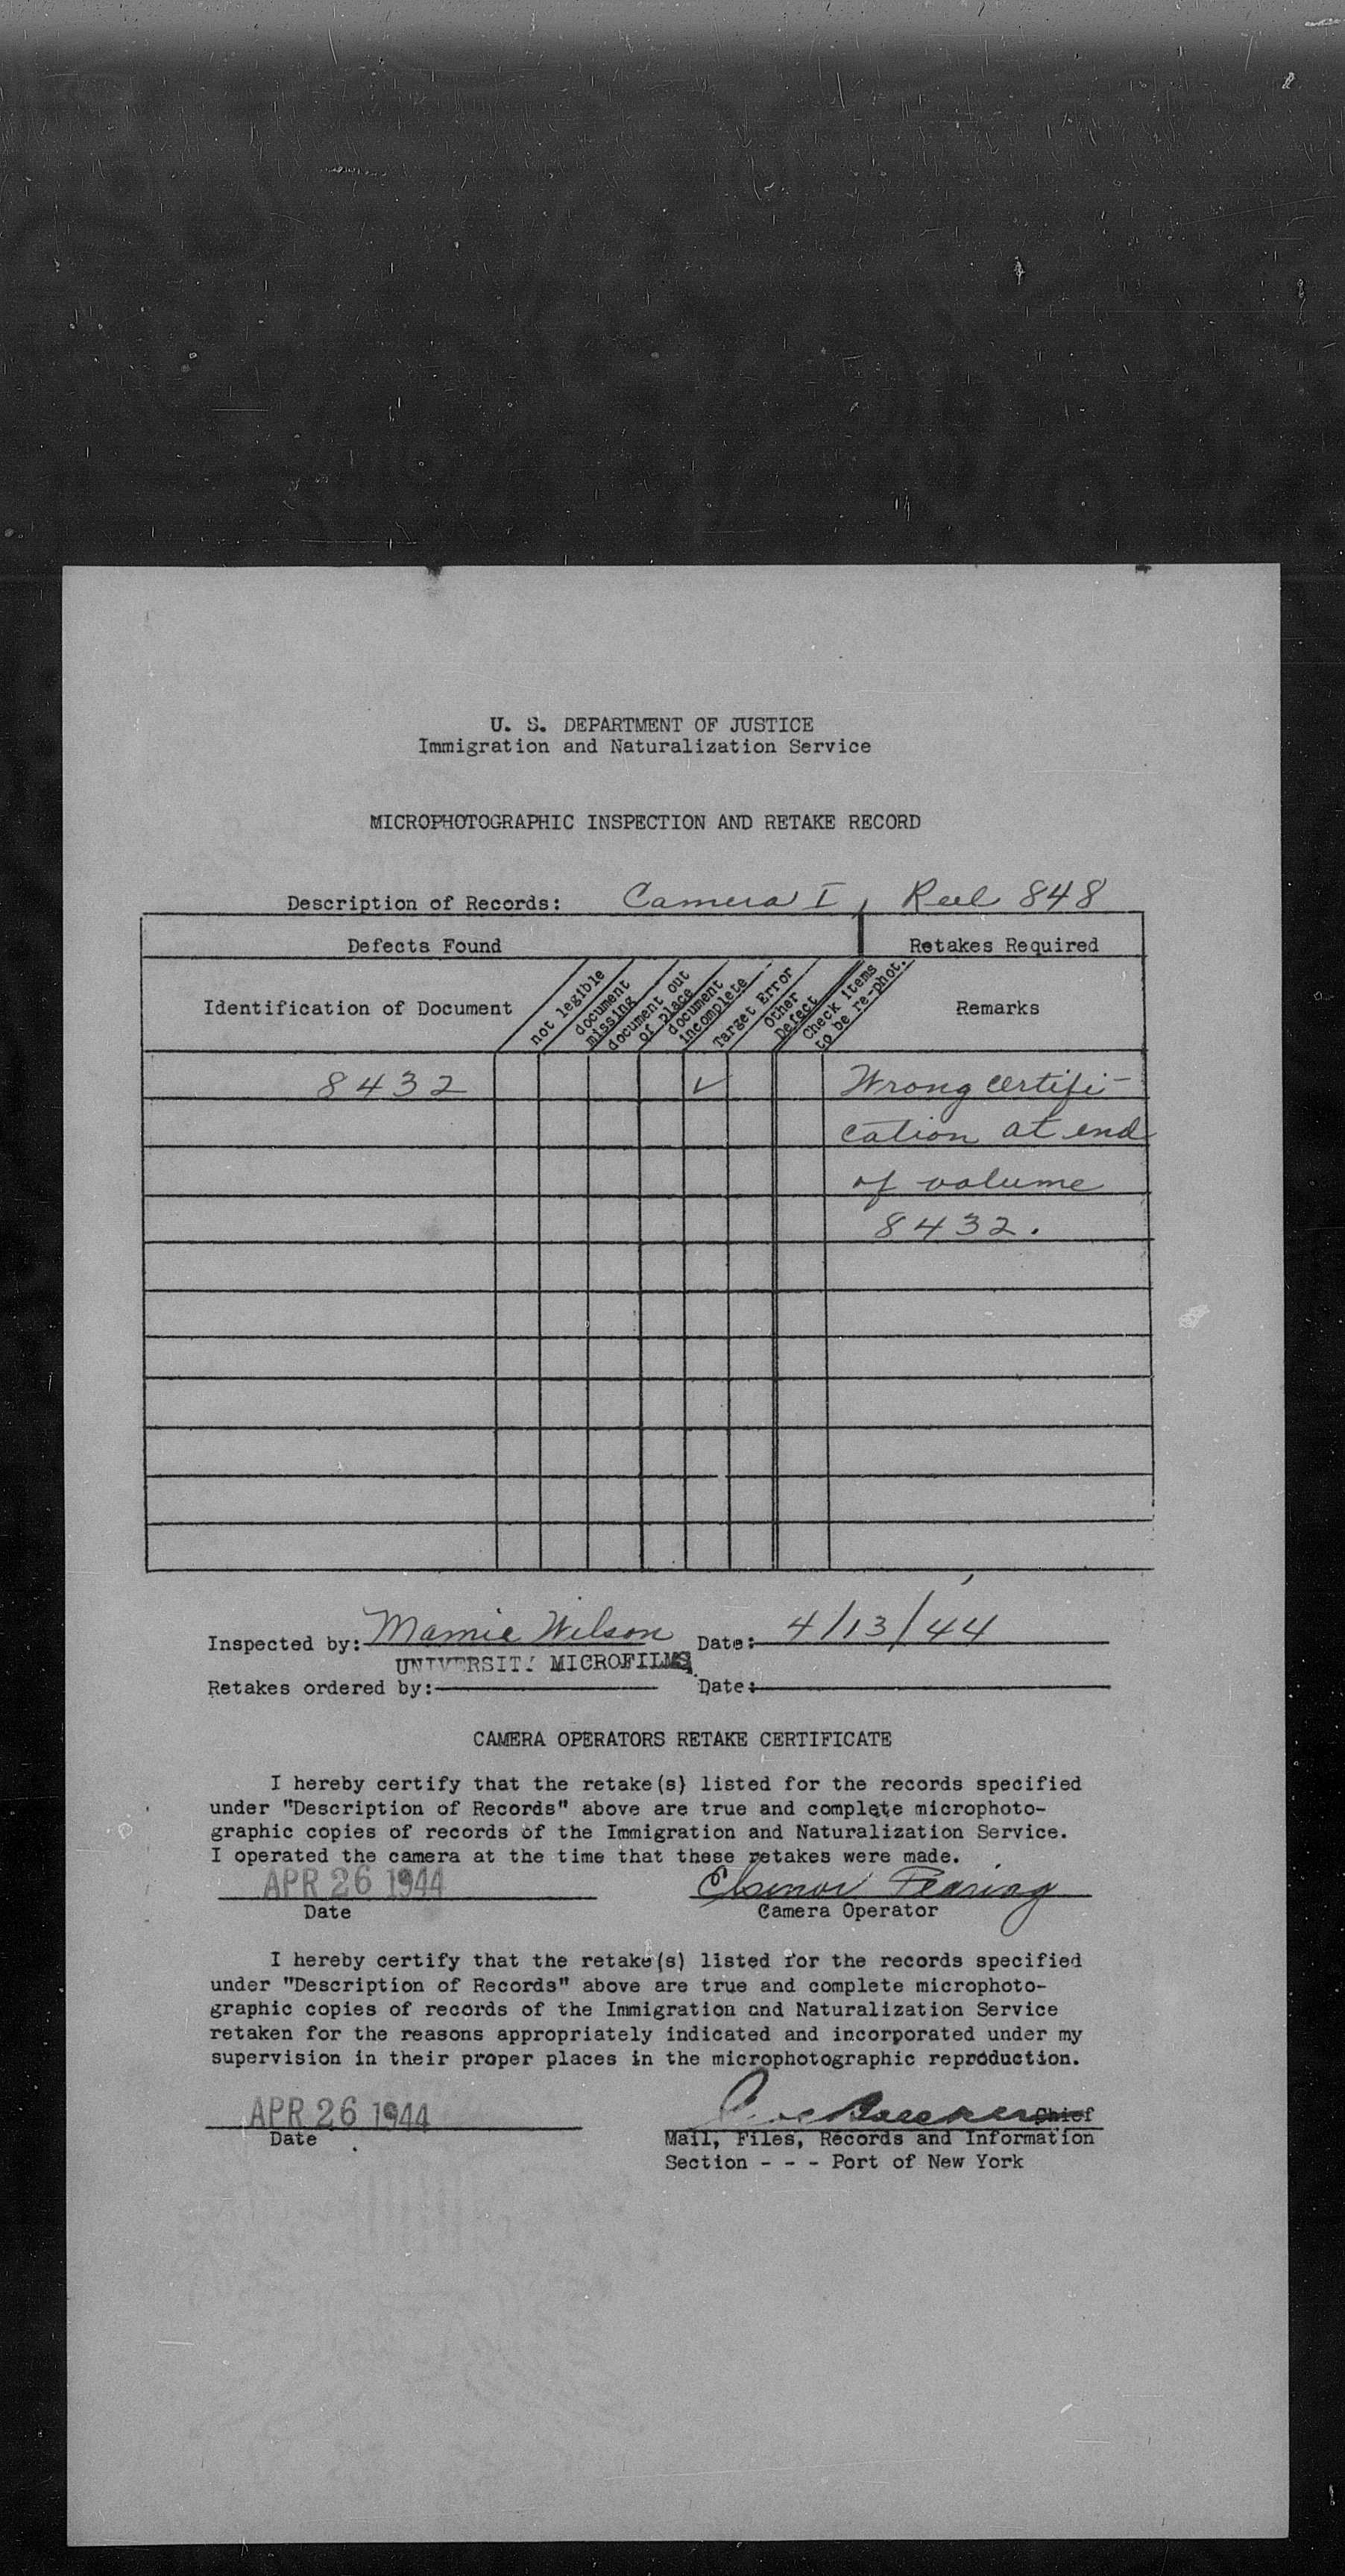 U. S. DEPARTMENT OF JUSTICE
Immigration and Naturalization Service
MICROPHOTOGRAPHIC INSPECTION AND RETAKE RECORD
Description of Records: Camera I, Reel 848
Defects Found
Retakes Required
Identification of Document
not legible
document missing
document out of place
document incomplete
Target Error
Other Defect
Check items to be re-phot.
Remarks
8432 ✓ Wrong certifi-
cation at end
of volume
8432.
Inspected by: Mamie Wilson Date: 4/13/44
UNIVERSITY MICROFILMS
Retakes ordered by: Date:
CAMERA OPERATORS RETAKE CERTIFICATE
I hereby certify that the retake(s) listed for the records specified
under "Description of Records" above are true and complete microphoto-
graphic copies of records of the Immigration and Naturalization Service.
I operated the camera at the time that these retakes were made.
APR 26 1944 Fearing
Date Camera Operator
I hereby certify that the retake(s) listed for the records specified
under "Description of Records" above are true and complete microphoto-
graphic copies of records of the Immigration and Naturalization Service
retaken for the reasons appropriately indicated and incorporated under my
supervision in their proper places in the microphotographic reproduction.
APR 26 1944 Chief
Date Mail, Files, Records and Information
Section - - - Port of New York